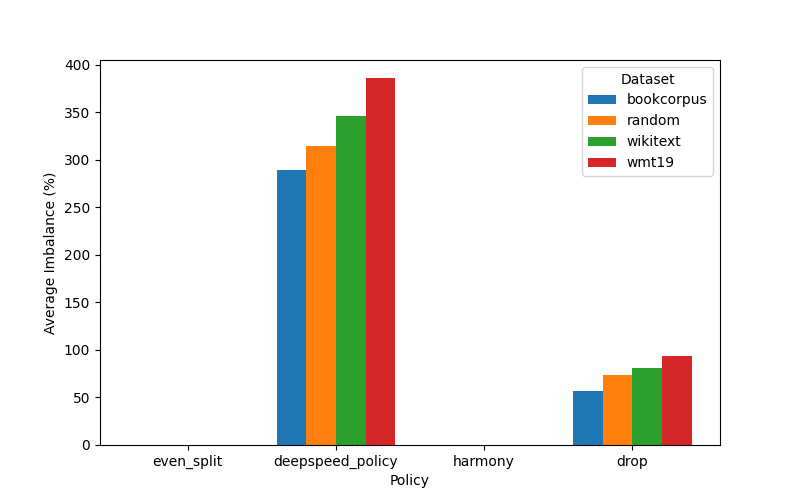 400
350
300
250
200
150
100
50
0
Average Imbalance (%)
Dataset
bookcorpus
random
wikitext
wmt19
even_split
deepspeed_policy
harmony
drop
Policy